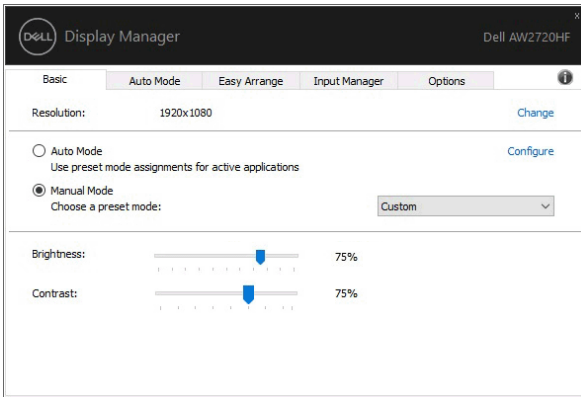 DELL Display Manager
Dell AW2720HF
Basic Auto Mode Easy Arrange Input Manager Options
Resolution: 1920x1080 Change
Auto Mode Configure
Use preset mode assignments for active applications
Manual Mode
Choose a preset mode: Custom
Brightness: 75%
Contrast: 75%